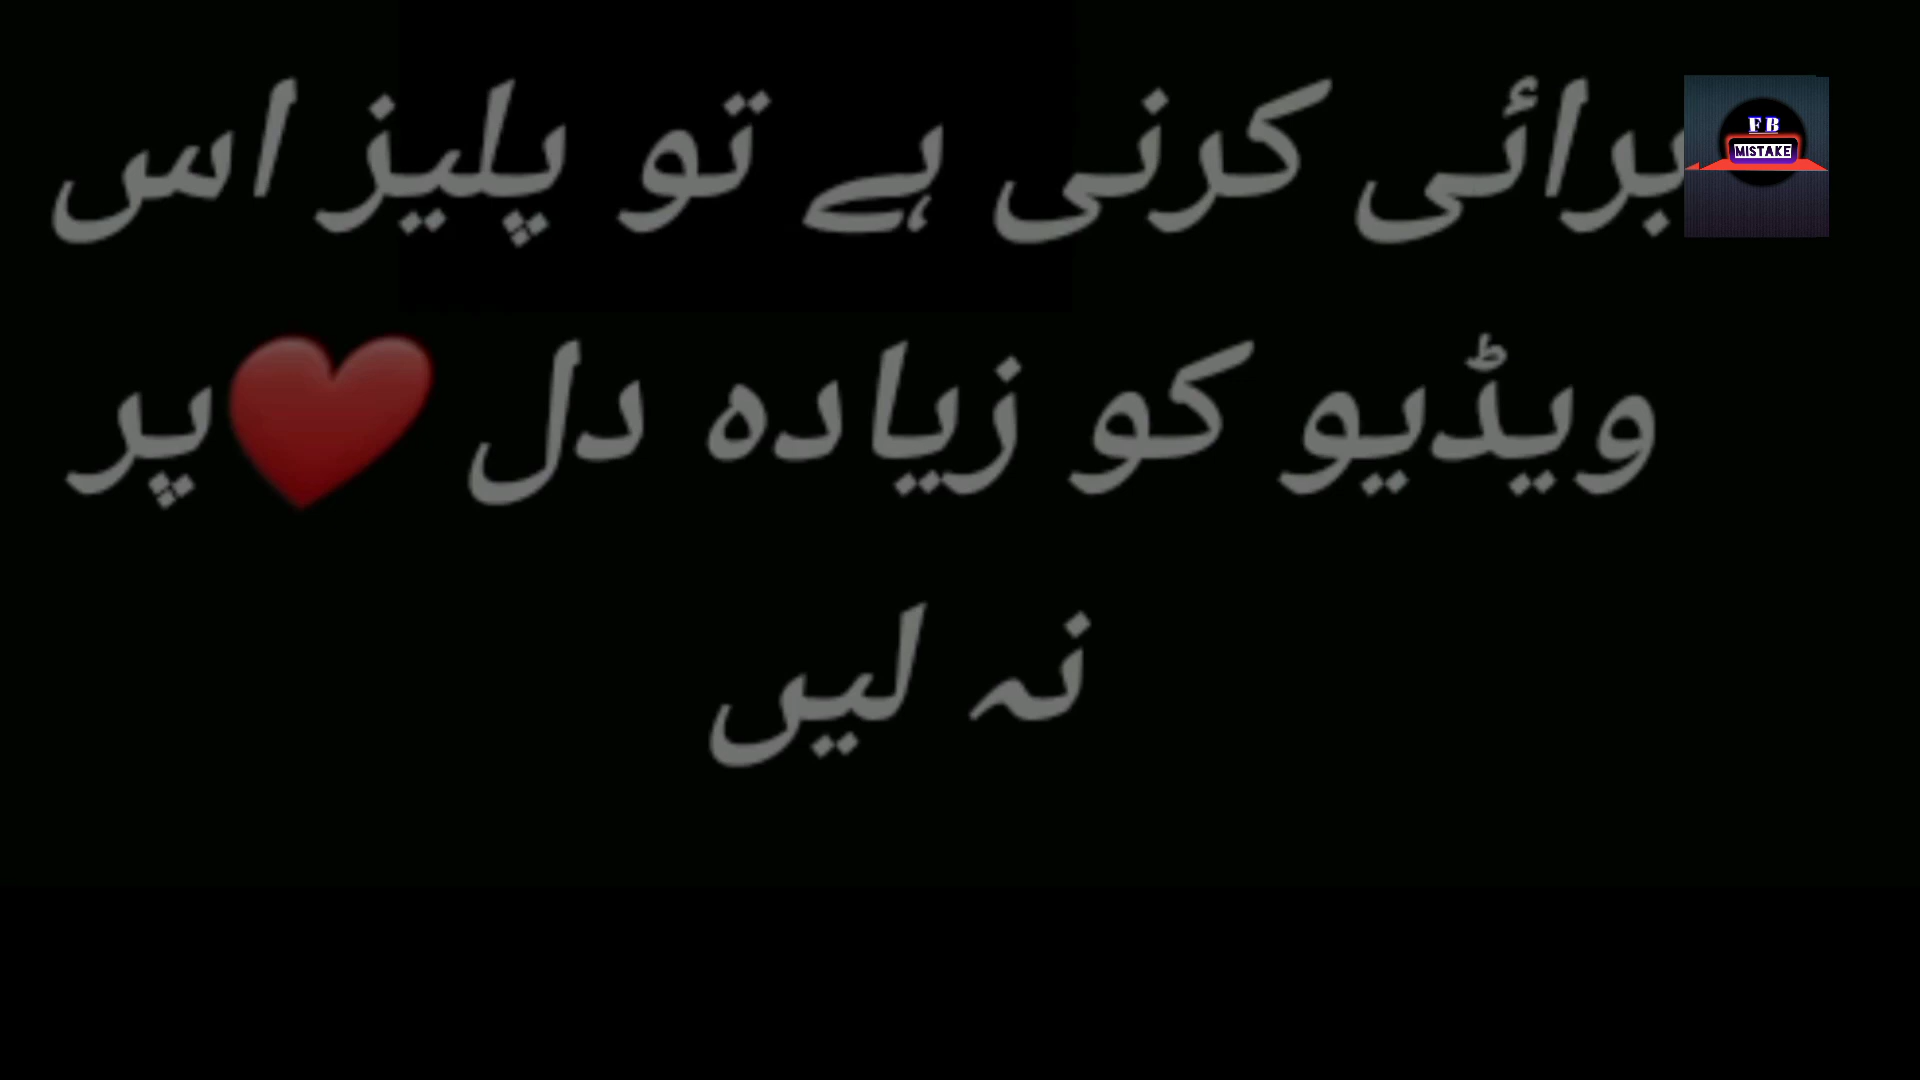 برائی کرنی ہے تو پلیز اس
ویڈیو کو زیادہ دل ❤️پر
نہ لیں
FB
MISTAKE